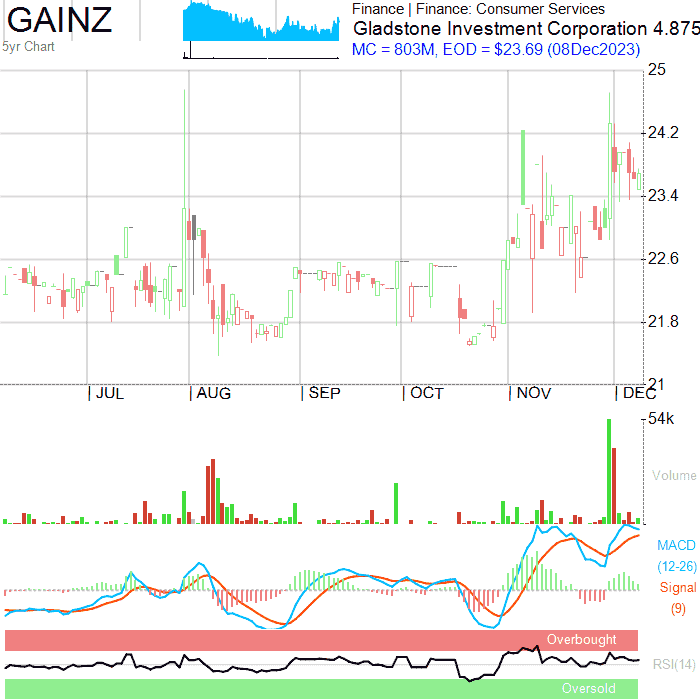 GAINZ
5yr Chart
Finance | Finance: Consumer Services
Gladstone Investment Corporation 4.875
MC = 803M, EOD = $23.69 (08Dec2023)
25
24.2
23.4
22.6
21.8
21
JUL AUG SEP OCT NOV DEC
54k
Volume
MACD
(12-26)
Signal
(9)
Overbought
RSI(14)
Oversold